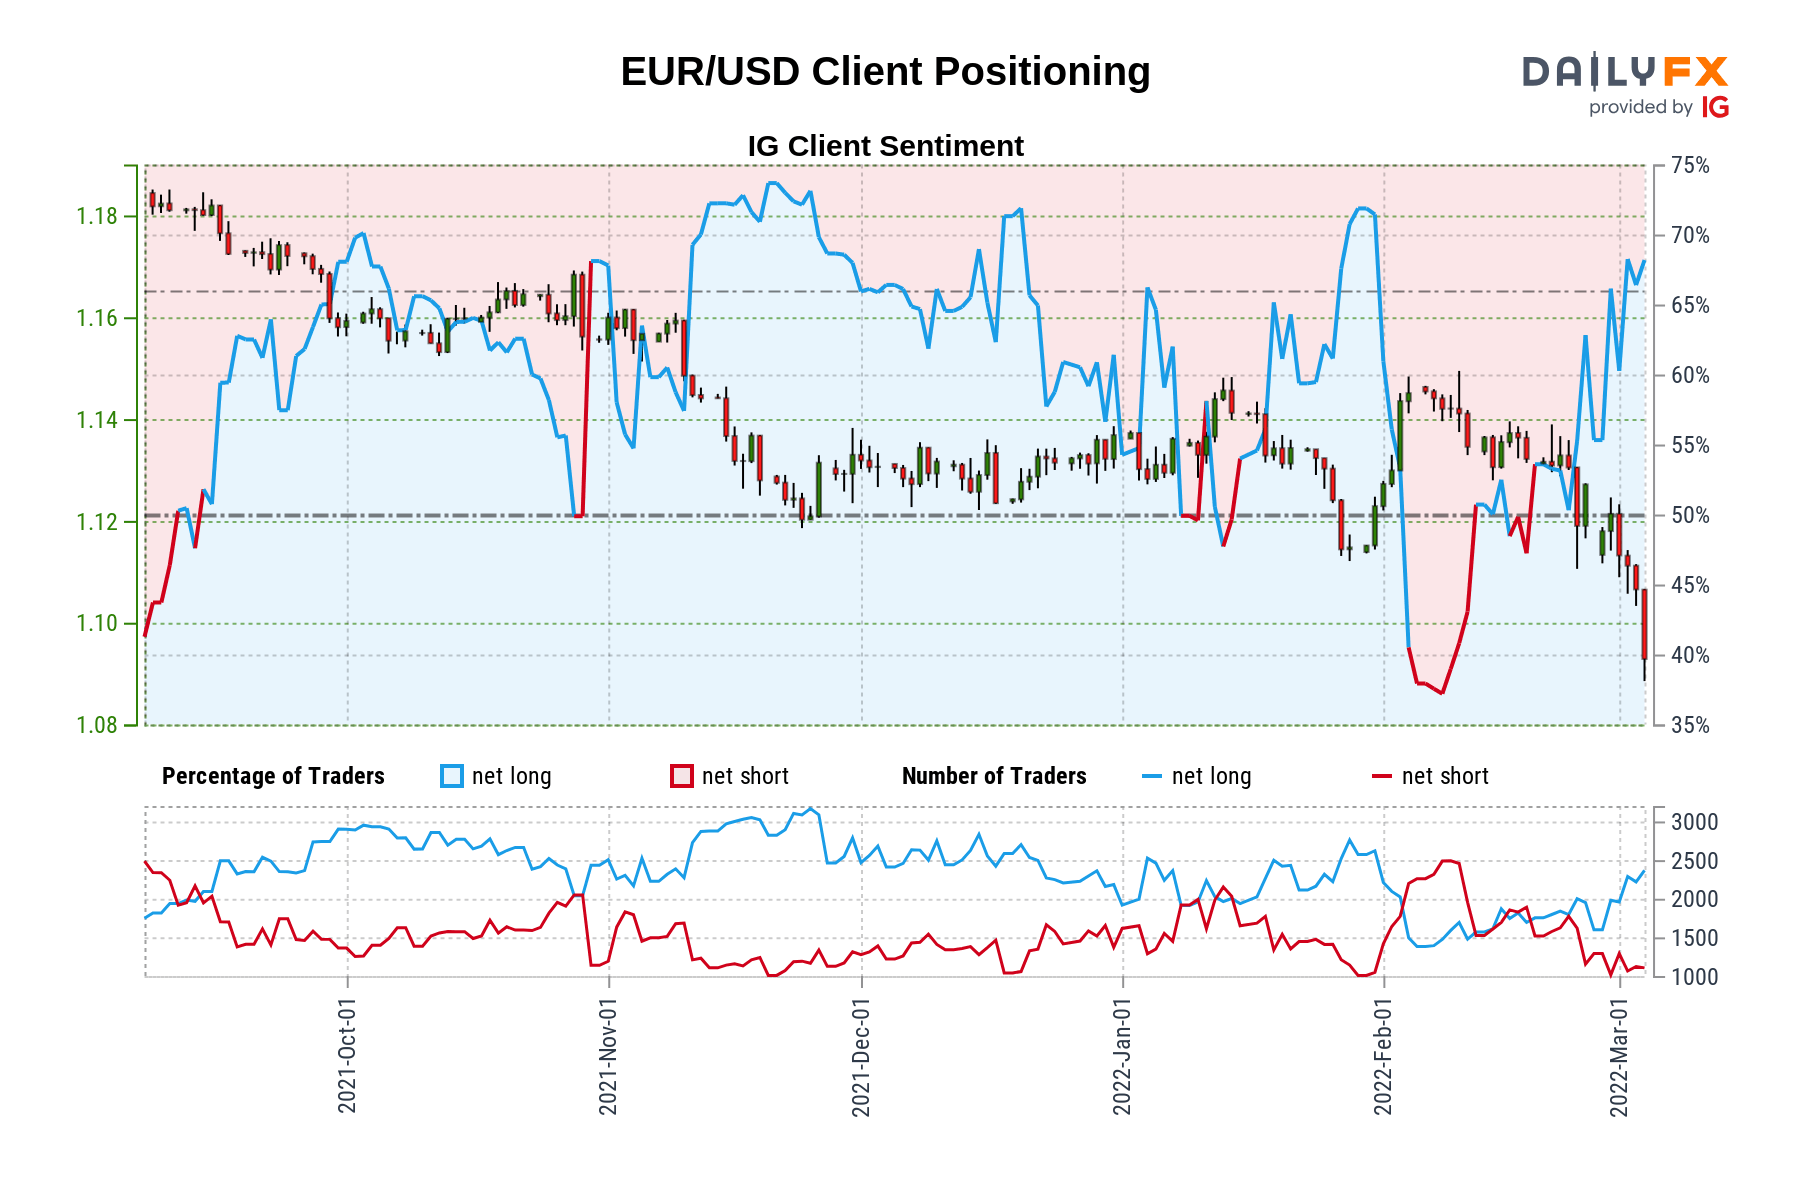 EUR/USD Client Positioning
DAILYFX
provided by IG
IG Client Sentiment
1.18
1.16
1.14
1.12
1.10
1.08
75%
70%
65%
60%
55%
50%
45%
40%
35%
Percentage of Traders net long net short Number of Traders net long net short
3000
2500
2000
1500
1000
2021-Oct-01
2021-Nov-01
2021-Dec-01
2022-Jan-01
2022-Feb-01
2022-Mar-01